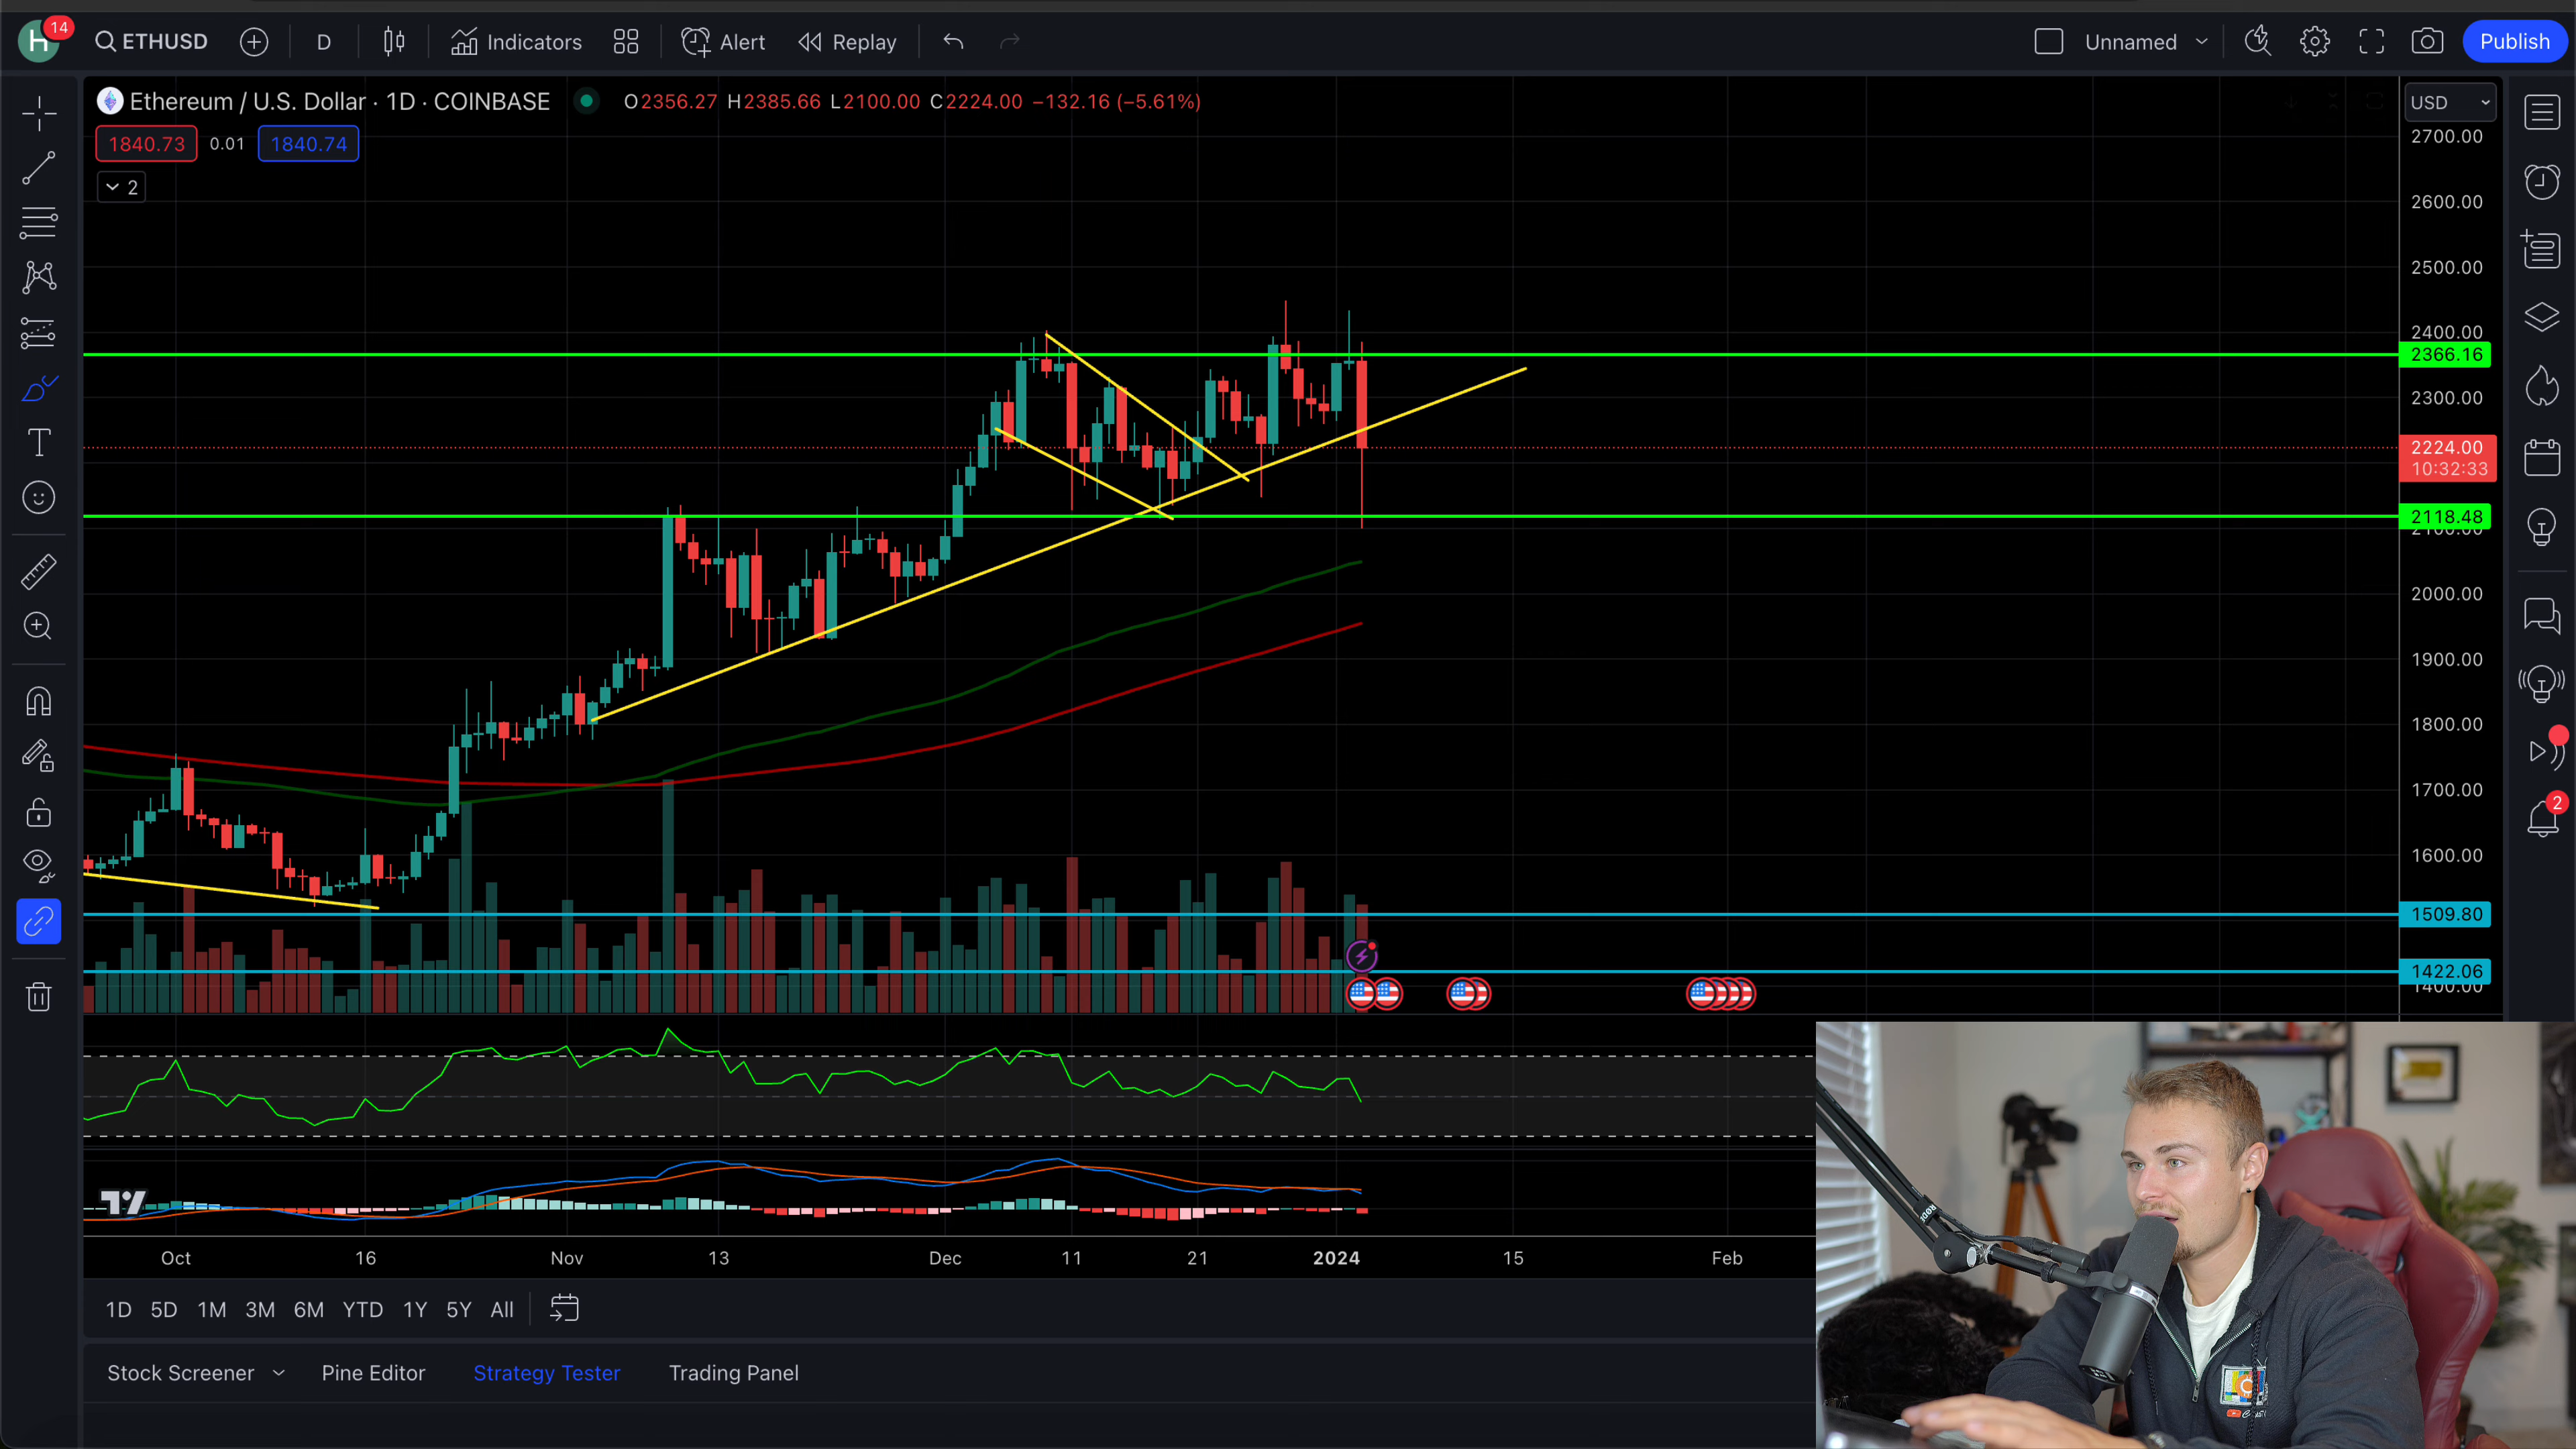 H 14 ETHUSD D Indicators Alert Replay Unnamed Publish
Ethereum / U.S. Dollar · 1D · COINBASE O2356.27 H2385.66 L2100.00 C2224.00 −132.16 (−5.61%) USD
1840.73 0.01 1840.74
2
2700.00
2600.00
2500.00
2400.00
2366.16
2300.00
2224.00
10:32:33
2118.48
2100.00
2000.00
1900.00
1800.00
1700.00
1600.00
1509.80
1422.06
1400.00
2
Oct 16 Nov 13 Dec 11 21 2024 15 Feb
RØDE
1D 5D 1M 3M 6M YTD 1Y 5Y All
Stock Screener Pine Editor Strategy Tester Trading Panel